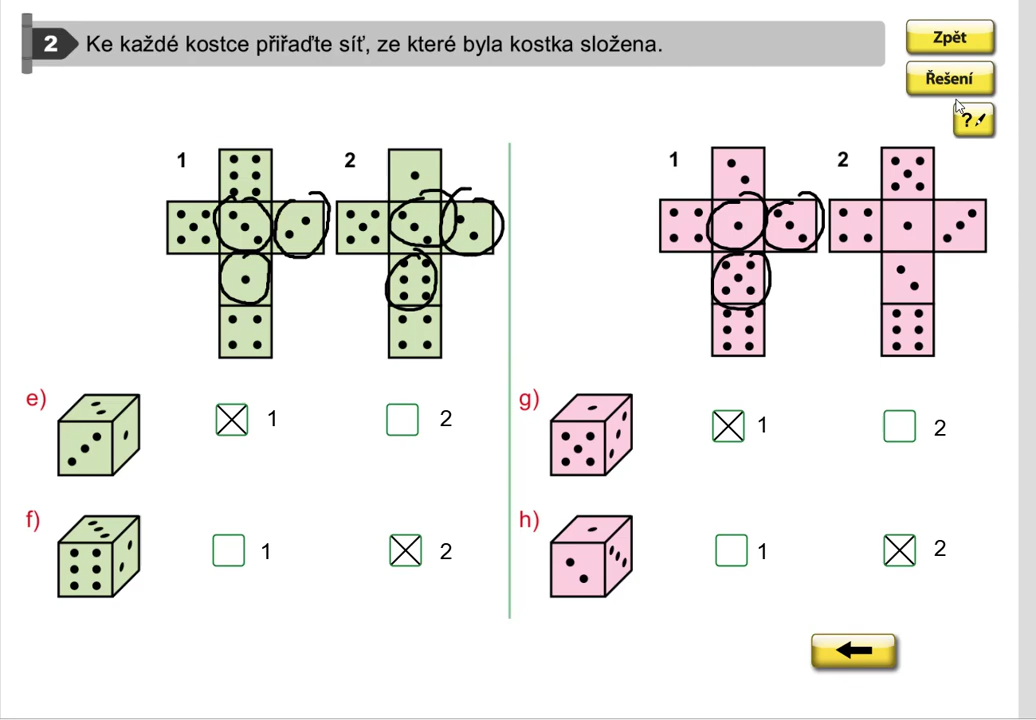 2 Ke každé kostce přiřaďte síť, ze které byla kostka složena.
Zpět
Řešení
?
1 2
1 2
e) 1 2
g) 1 2
f) 1 2
h) 1 2